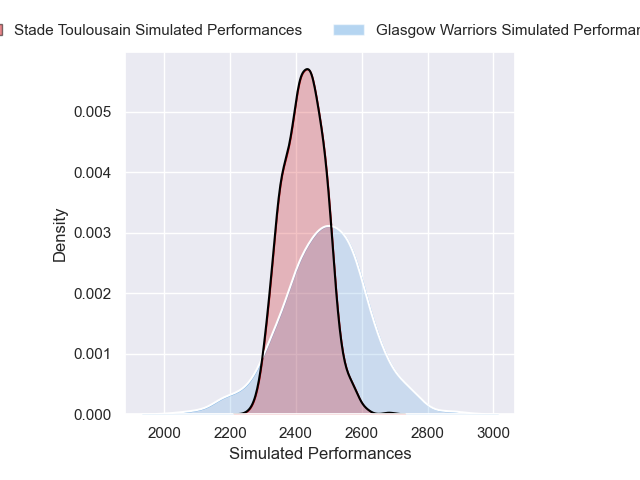 Stade Toulousain Simulated Performances
Glasgow Warriors Simulated
0.005
0.004
0.003
0.002
0.001
0.000
Density
2000 2200 2400 2600 2800 3000
Simulated Performances